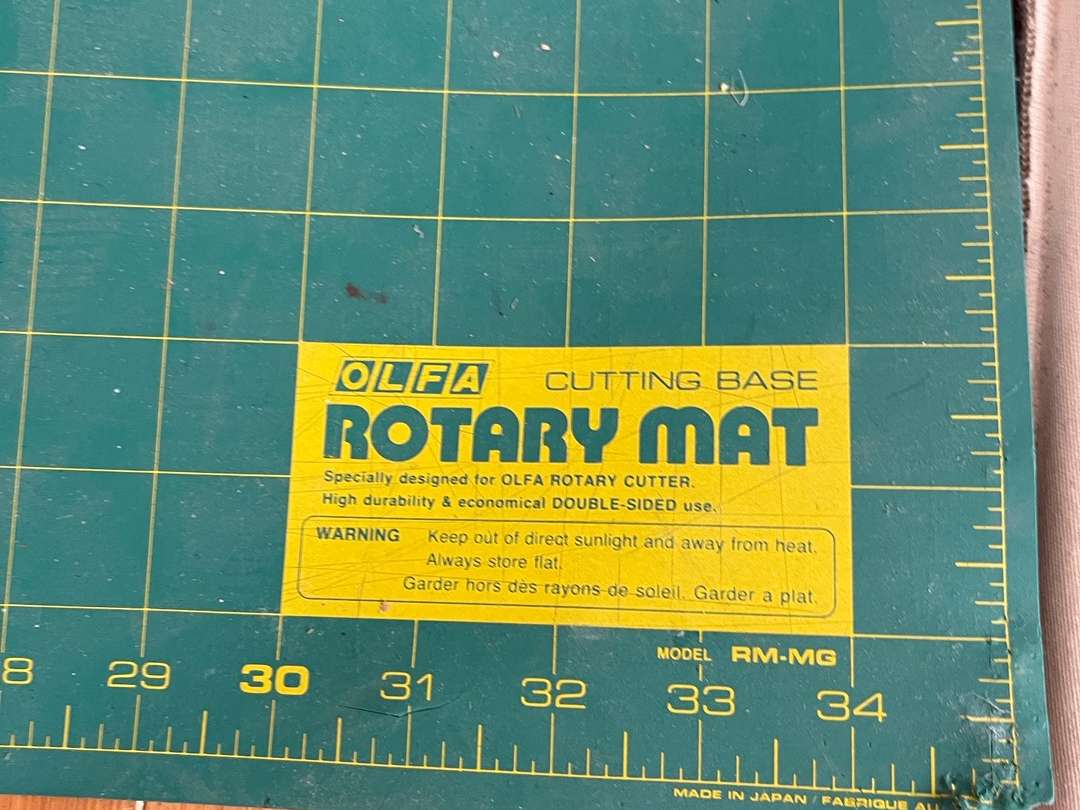 OLFA CUTTING BASE
ROTARY MAT
Specially designed for OLFA ROTARY CUTTER.
High durability & economical DOUBLE-SIDED use.
WARNING Keep out of direct sunlight and away from heat.
Always store flat.
Garder hors des rayons de soleil. Garder a plat.
MODEL RM-MG
8 29 30 31 32 33 34
MADE IN JAPAN / FABRIQUE AU